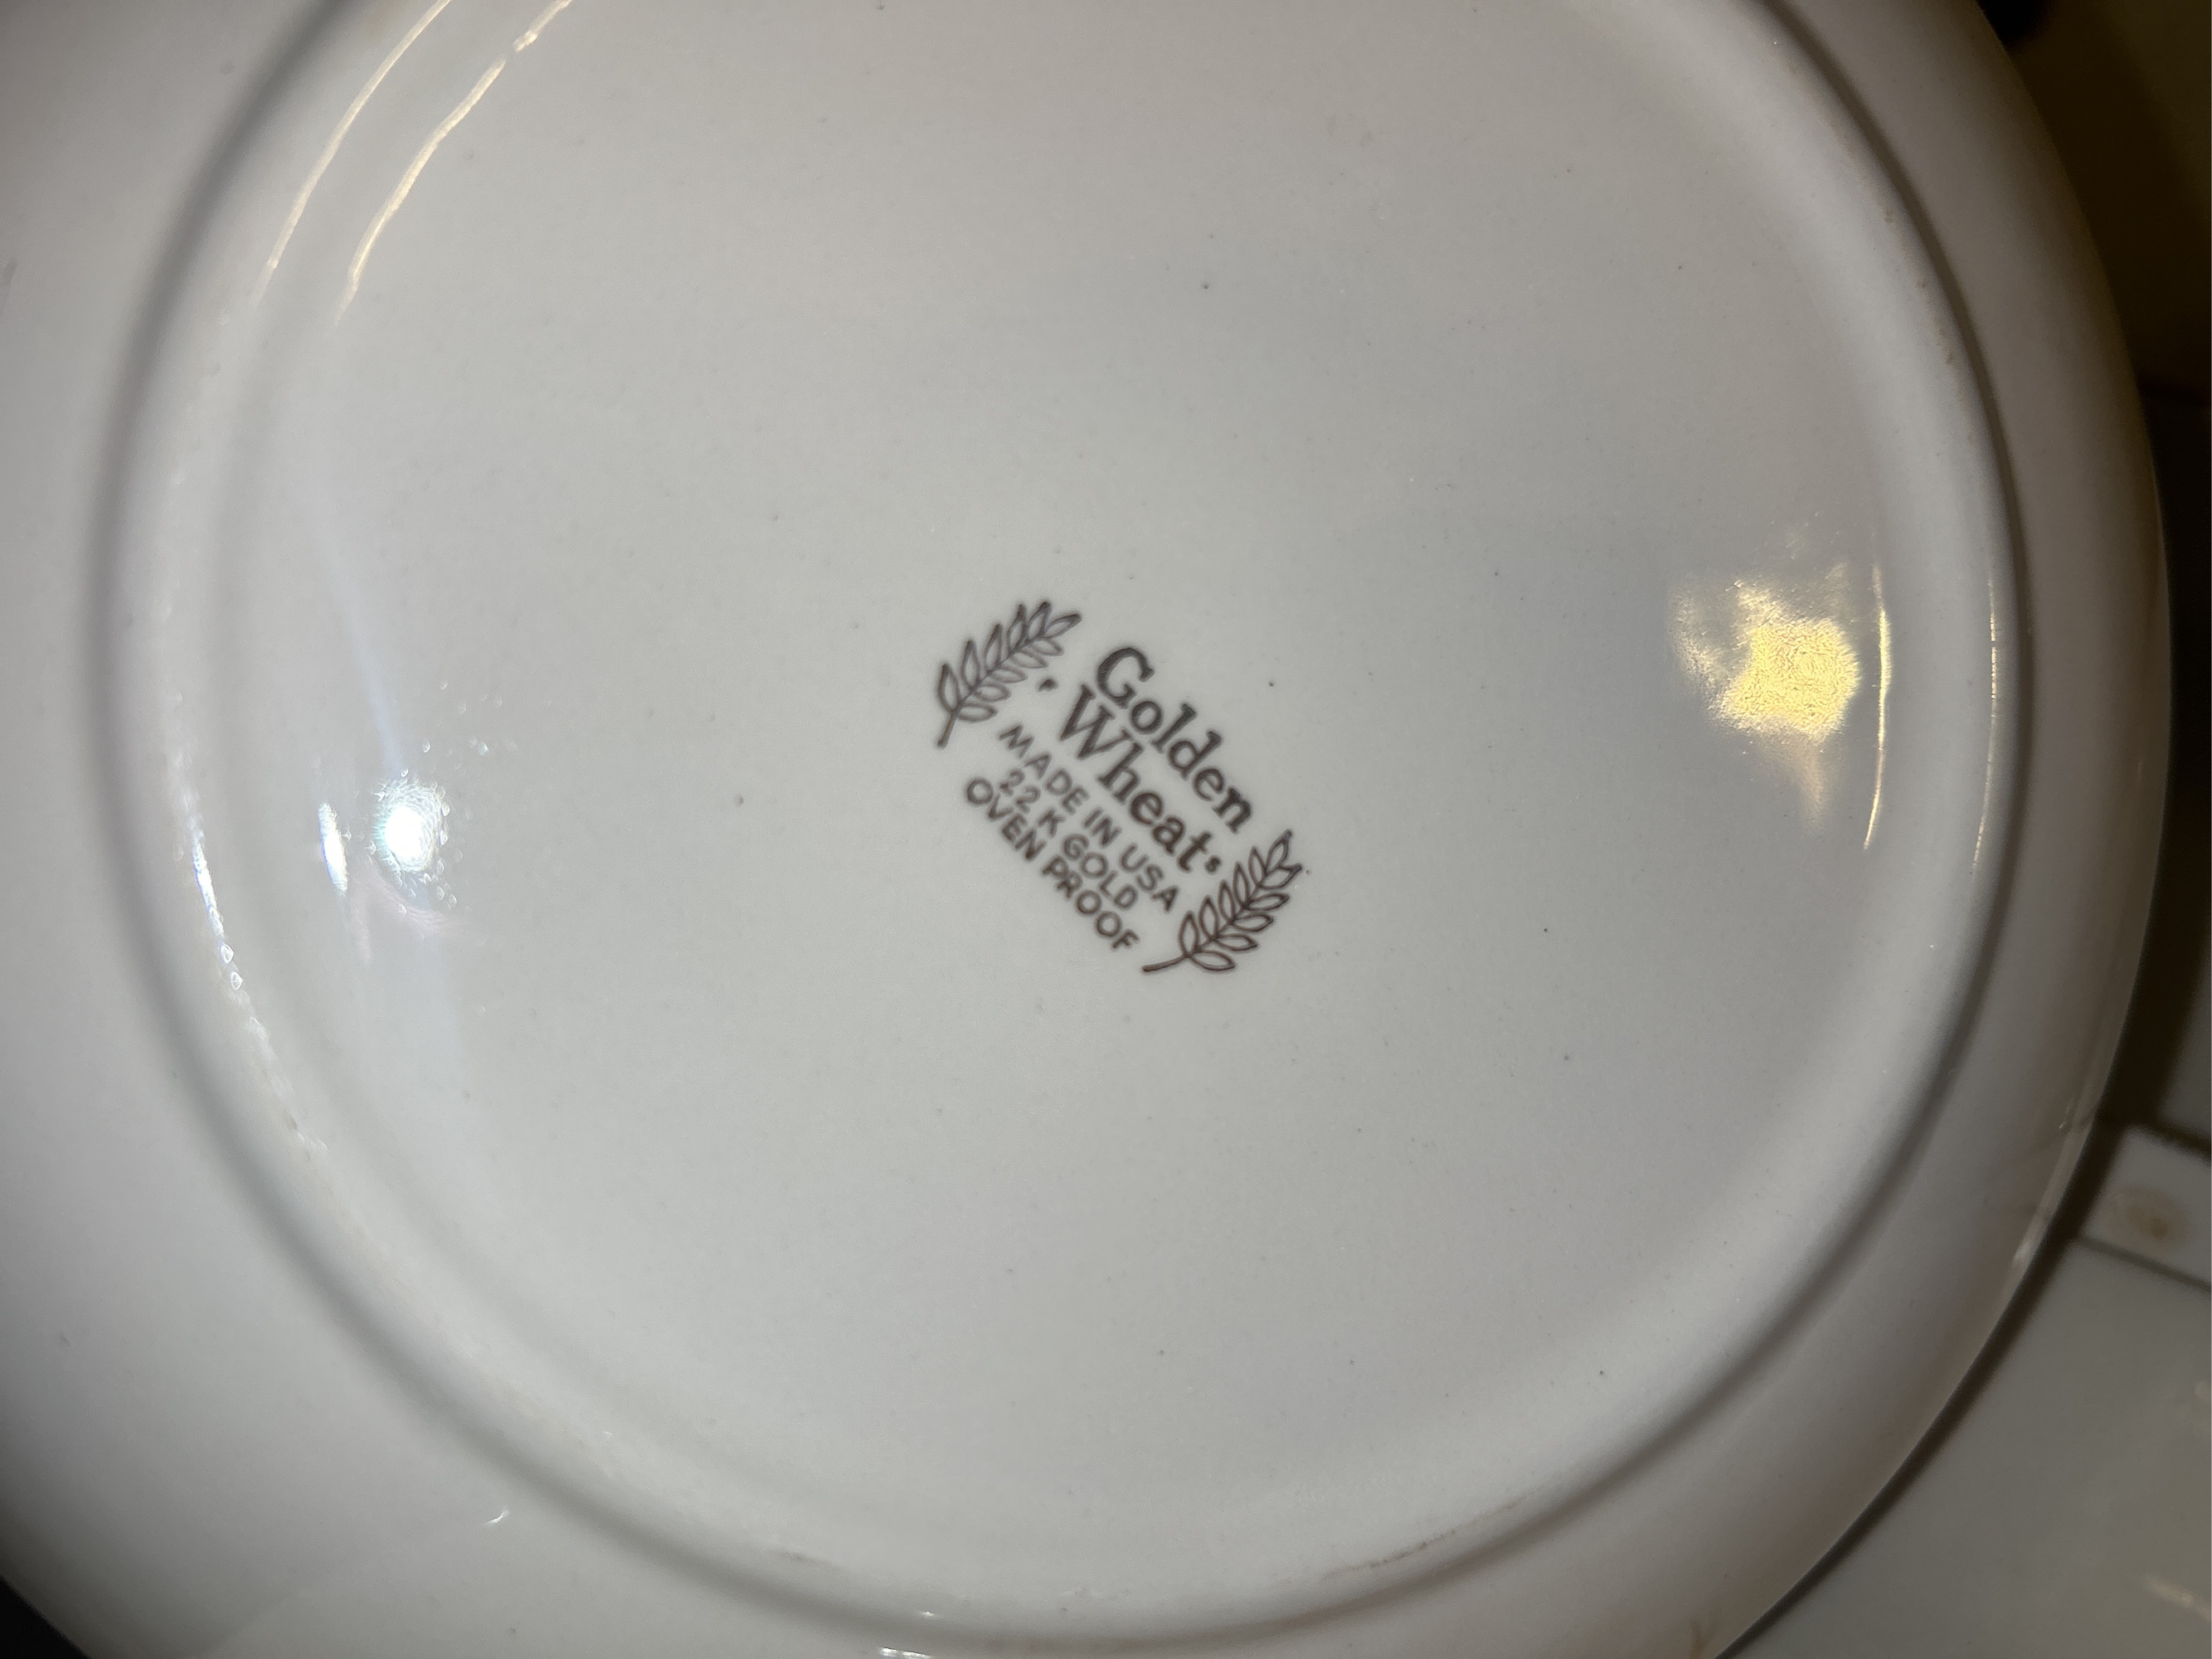 Golden
Wheat
MADE IN USA
22 K GOLD
OVEN PROOF